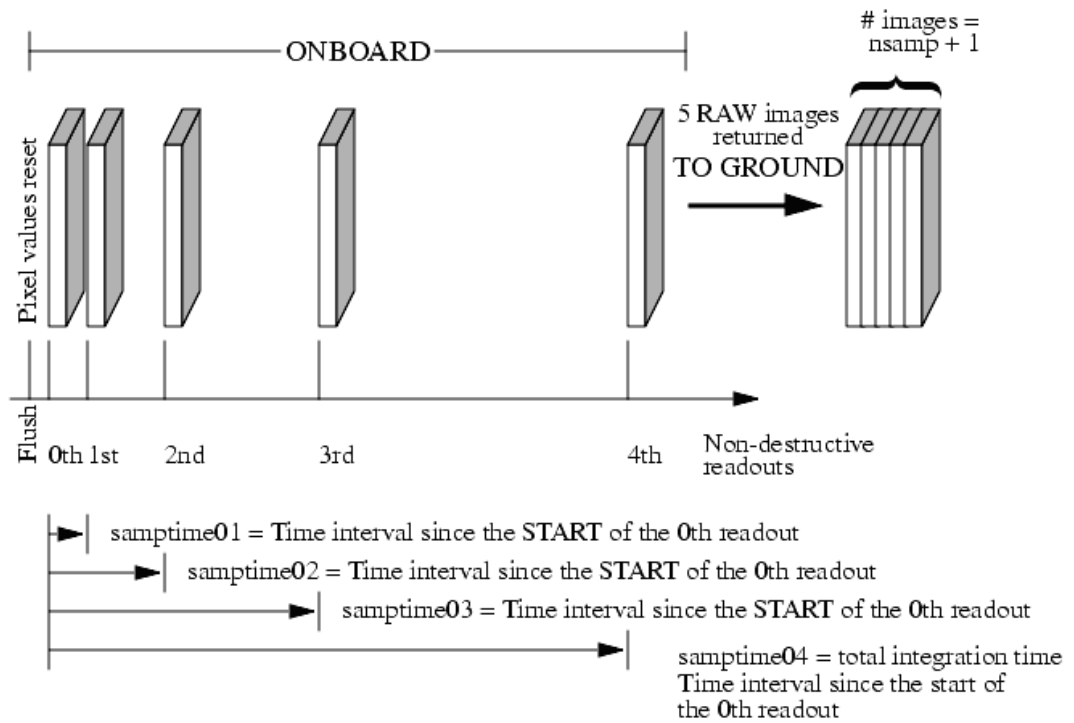 # images =
nsamp + 1
ONBOARD
5 RAW images
returned
TO GROUND
Pixel values reset
Flush
0th 1st 2nd 3rd 4th
Non-destructive
readouts
samptime01 = Time interval since the START of the 0th readout
samptime02 = Time interval since the START of the 0th readout
samptime03 = Time interval since the START of the 0th readout
samptime04 = total integration time
Time interval since the start of
the 0th readout